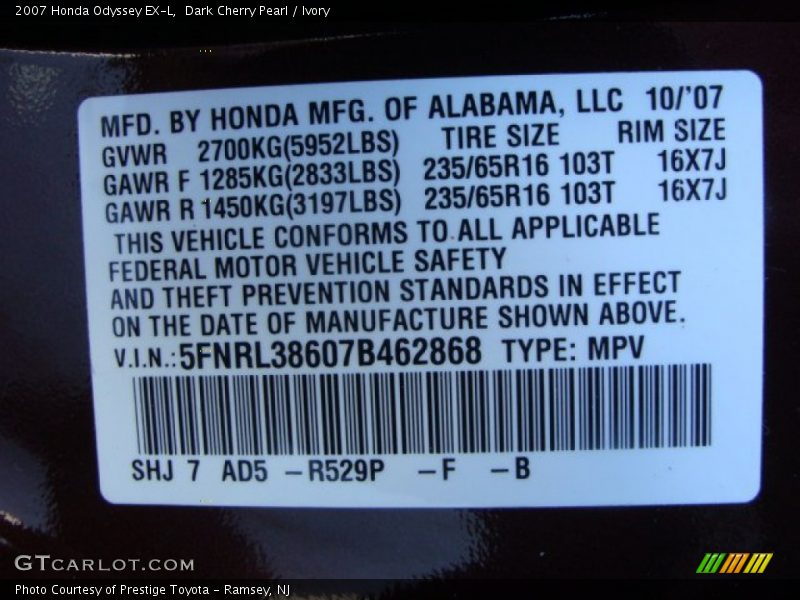 2007 Honda Odyssey EX-L,  Dark Cherry Pearl / Ivory
MFD. BY HONDA MFG. OF ALABAMA, LLC 10/'07
GVWR 2700KG(5952LBS) TIRE SIZE RIM SIZE
GAWR F 1285KG(2833LBS) 235/65R16 103T 16X7J
GAWR R 1450KG(3197LBS) 235/65R16 103T 16X7J
THIS VEHICLE CONFORMS TO ALL APPLICABLE
FEDERAL MOTOR VEHICLE SAFETY
AND THEFT PREVENTION STANDARDS IN EFFECT
ON THE DATE OF MANUFACTURE SHOWN ABOVE.
V.I.N.:5FNRL38607B462868 TYPE: MPV
SHJ 7 AD5 -R529P -F -B
GTCARLOT.COM
Photo Courtesy of Prestige Toyota - Ramsey, NJ